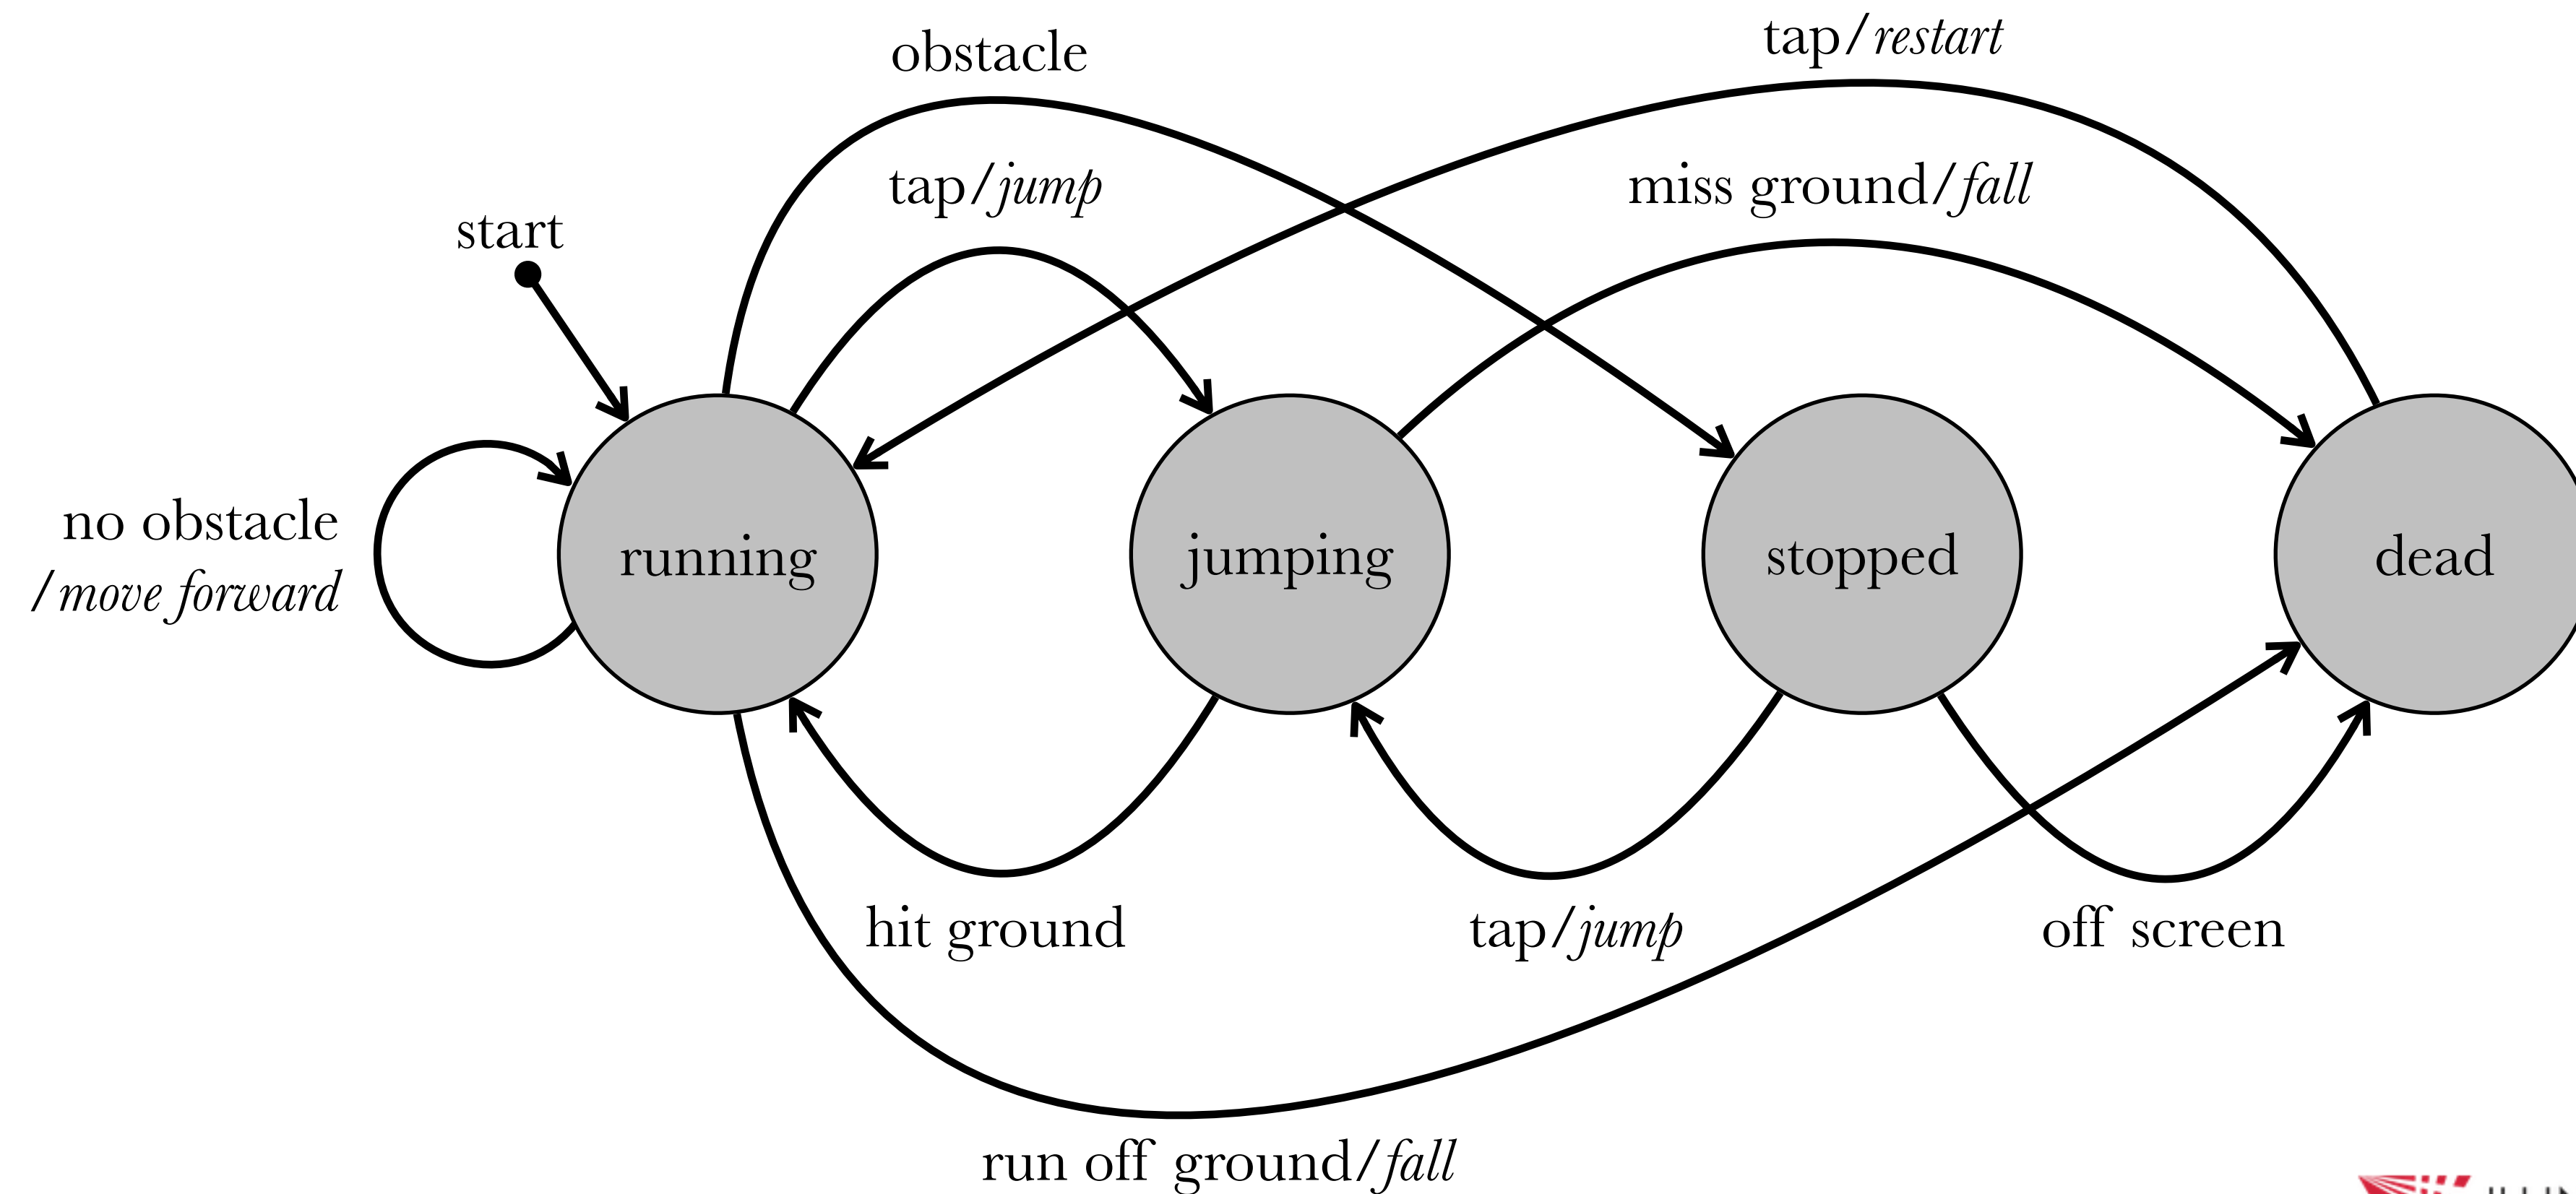 obstacle
tap/restart
tap/jump
miss ground/fall
start
no obstacle
/move forward
running
jumping
stopped
dead
hit ground
tap/jump
off screen
run off ground/fall